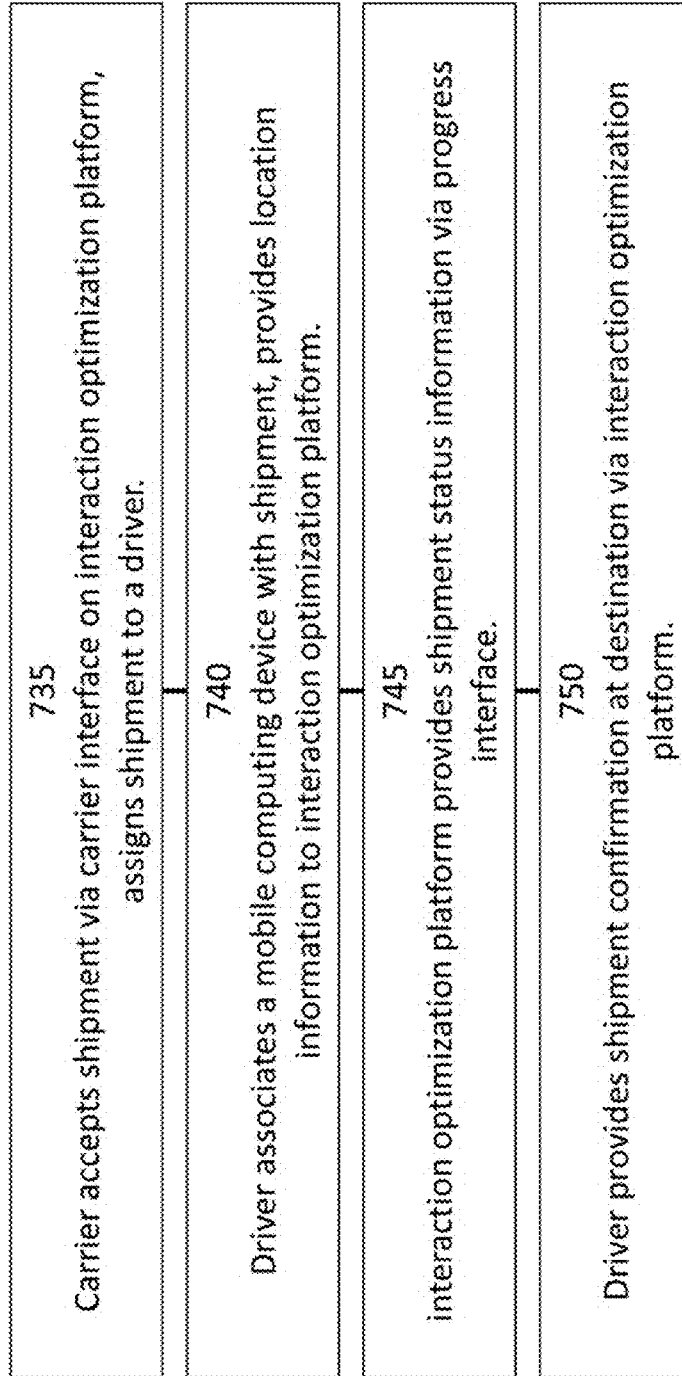 735
Carrier accepts shipment via carrier interface on interaction optimization platform,
assigns shipment to a driver.
740
Driver associates a mobile computing device with shipment, provides location
information to interaction optimization platform.
745
interaction optimization platform provides shipment status information via progress
interface.
750
Driver provides shipment confirmation at destination via interaction optimization
platform.